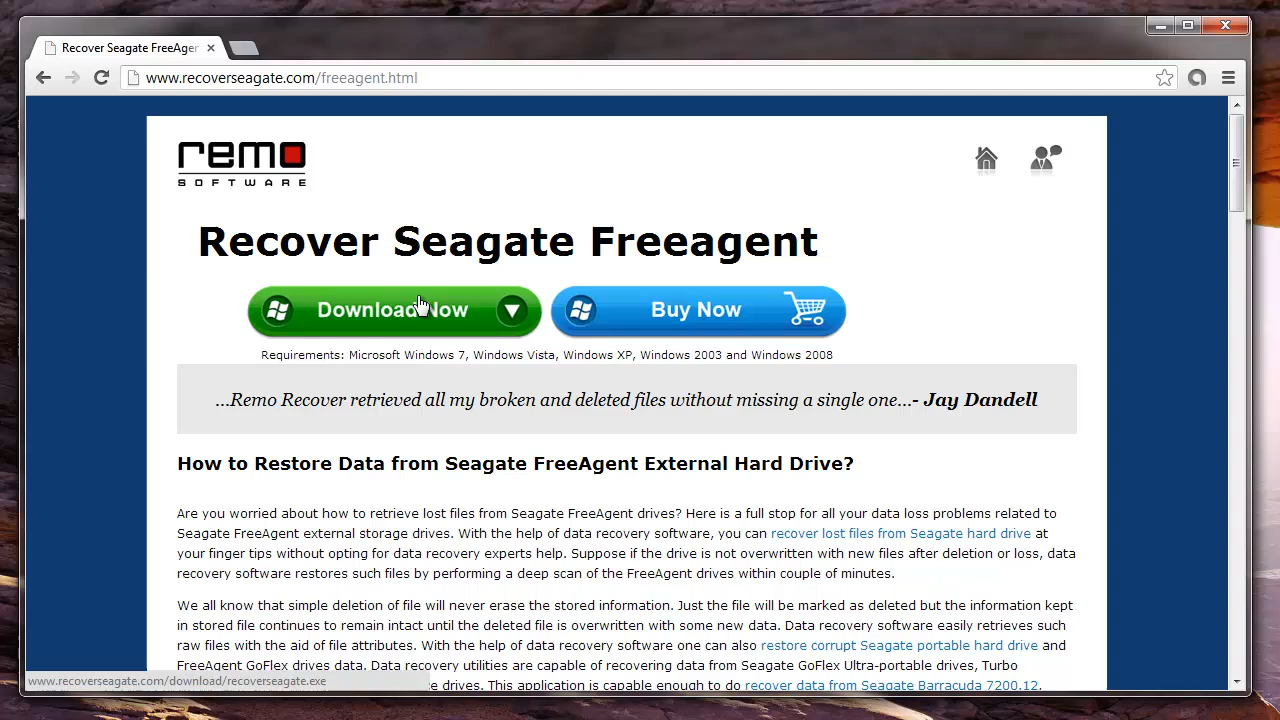 Recover Seagate FreeAger
www.recoverseagate.com/freeagent.html
remo
SOFTWARE
Recover Seagate Freeagent
Download Now
Buy Now
Requirements: Microsoft Windows 7, Windows Vista, Windows XP, Windows 2003 and Windows 2008
...Remo Recover retrieved all my broken and deleted files without missing a single one...- Jay Dandell
How to Restore Data from Seagate FreeAgent External Hard Drive?
Are you worried about how to retrieve lost files from Seagate FreeAgent drives? Here is a full stop for all your data loss problems related to
Seagate FreeAgent external storage drives. With the help of data recovery software, you can recover lost files from Seagate hard drive at
your finger tips without opting for data recovery experts help. Suppose if the drive is not overwritten with new files after deletion or loss, data
recovery software restores such files by performing a deep scan of the FreeAgent drives within couple of minutes.
We all know that simple deletion of file will never erase the stored information. Just the file will be marked as deleted but the information kept
in stored file continues to remain intact until the deleted file is overwritten with some new data. Data recovery software easily retrieves such
raw files with the aid of file attributes. With the help of data recovery software one can also restore corrupt Seagate portable hard drive and
FreeAgent GoFlex drives data. Data recovery utilities are capable of recovering data from Seagate GoFlex Ultra-portable drives, Turbo
drives. This application is capable enough to do recover data from Seagate Barracuda 7200.12.
www.recoverseagate.com/download/recoverseagate.exe